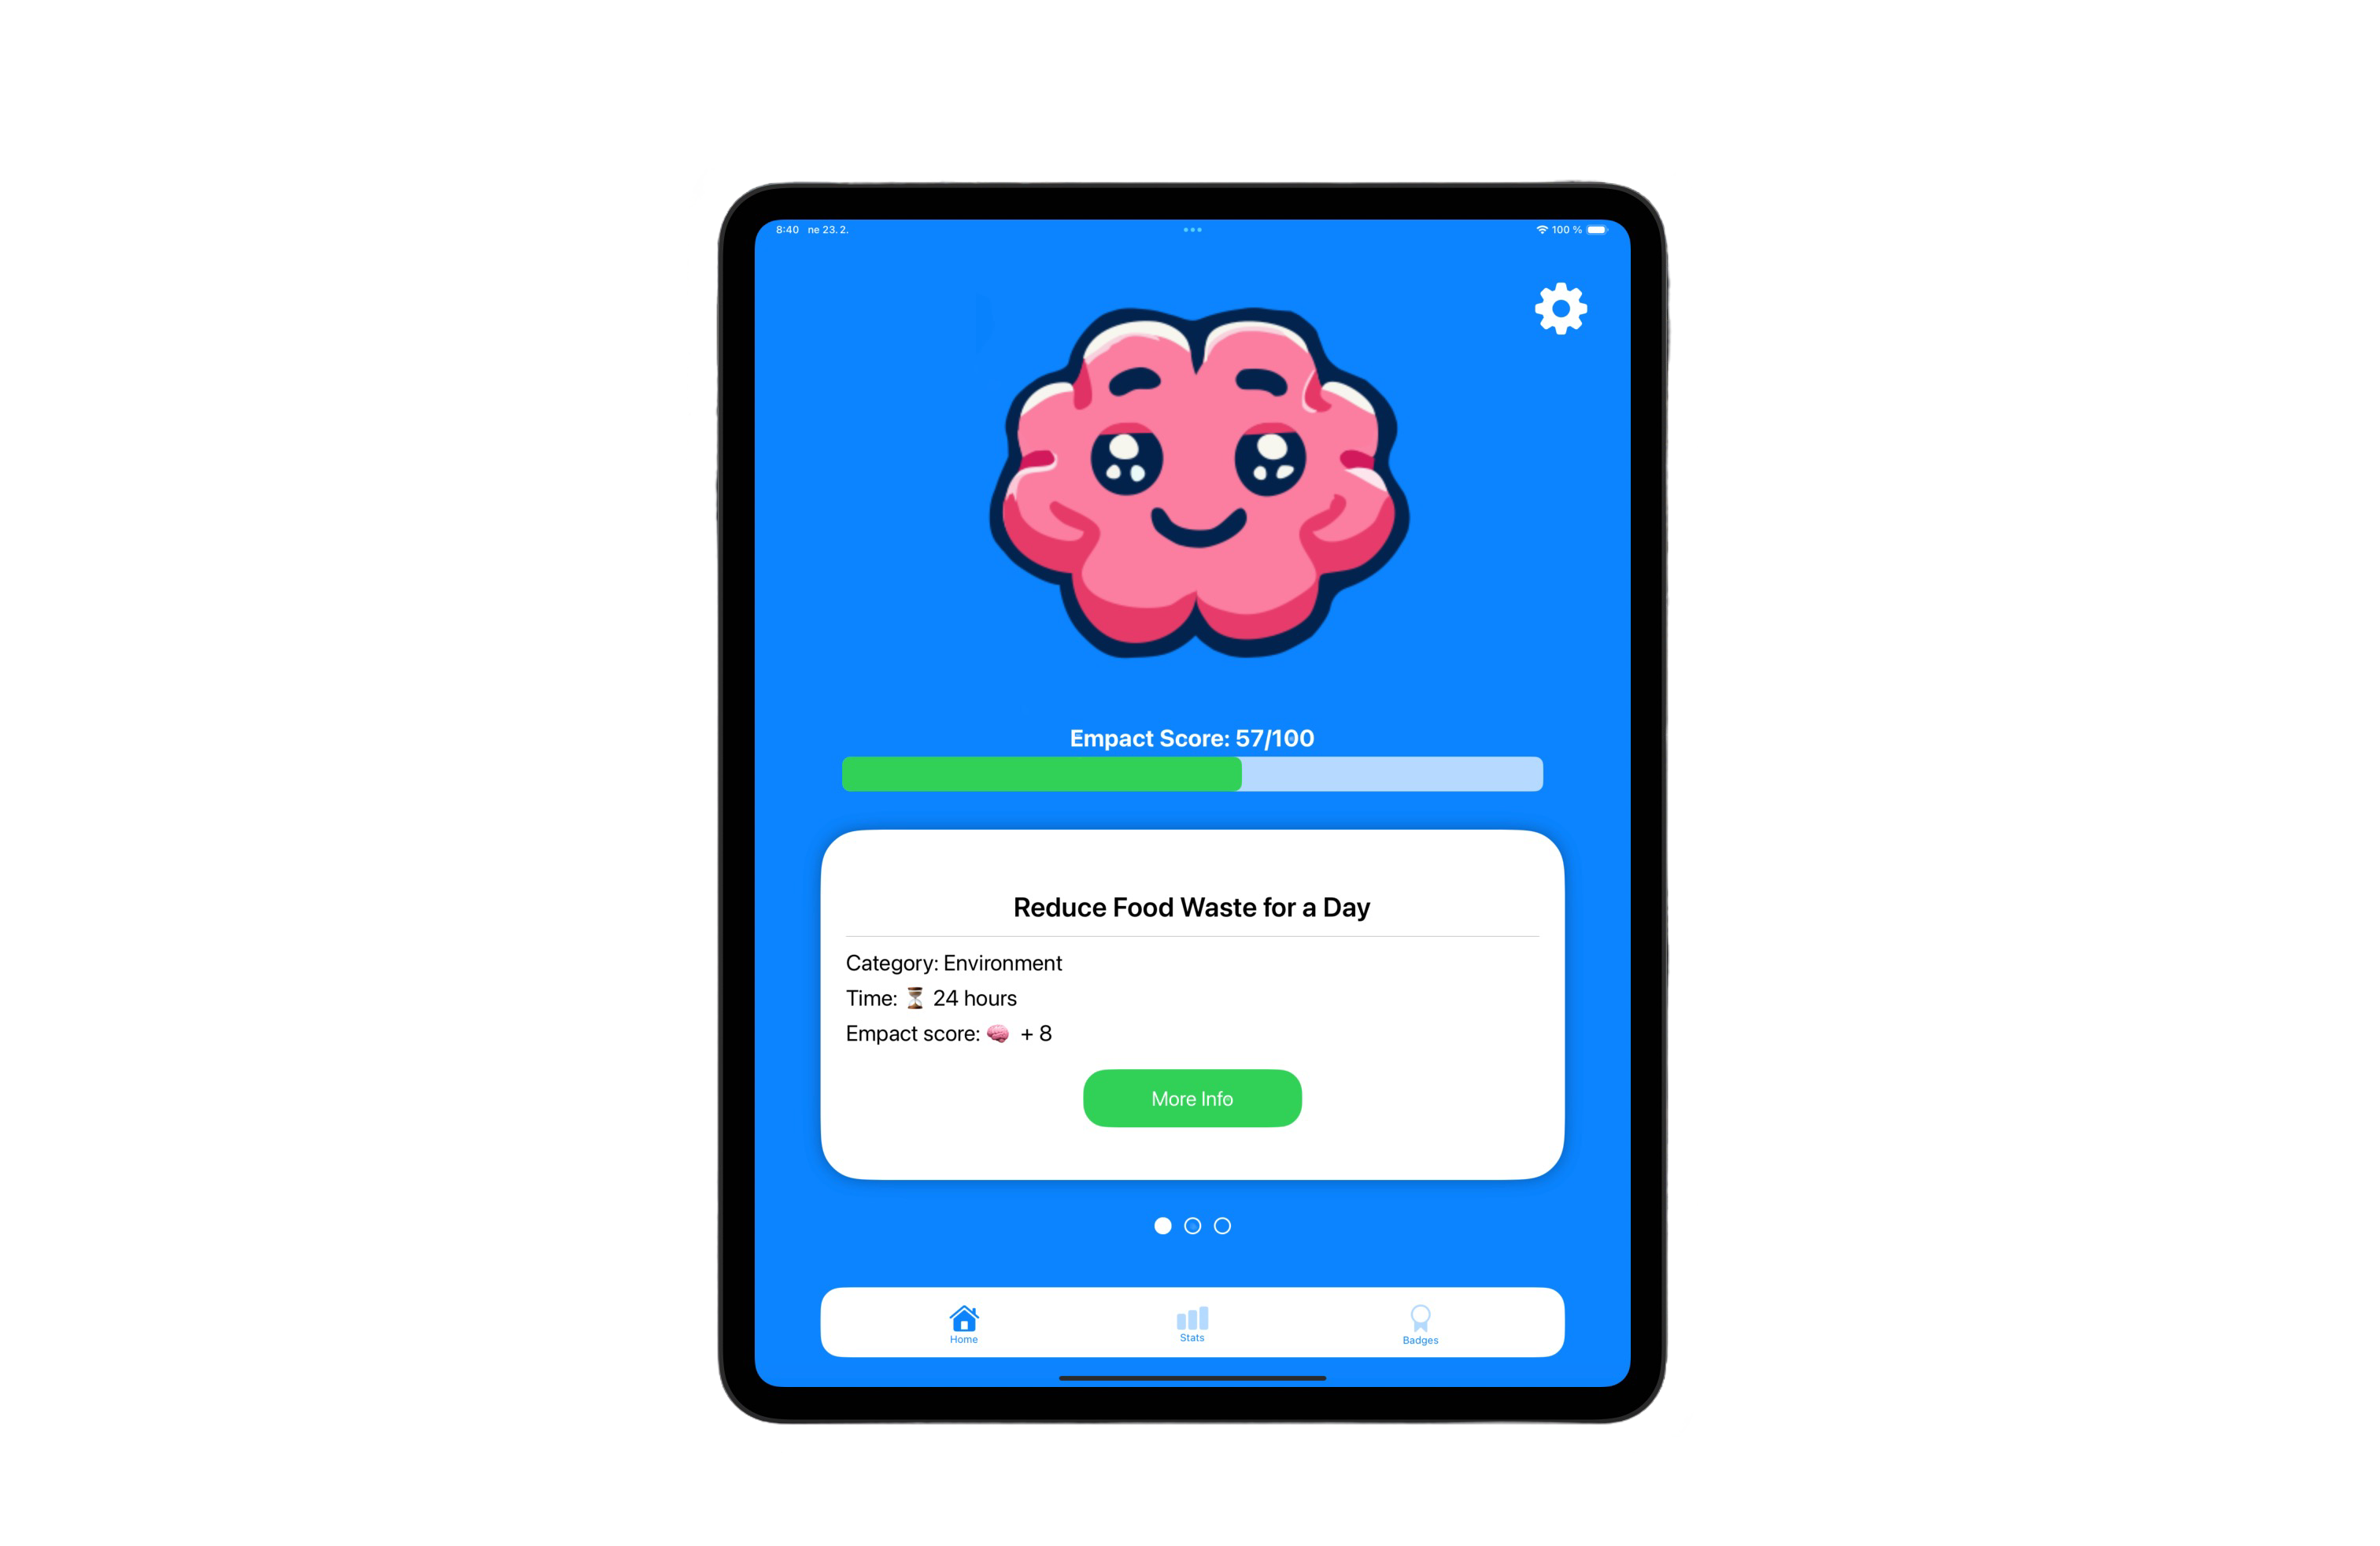 8:40 ne 23. 2.
100 %
Empact Score: 57/100
Reduce Food Waste for a Day
Category: Environment
Time: ⏳ 24 hours
Empact score: 🧠 + 8
More Info
Home
Stats
Badges